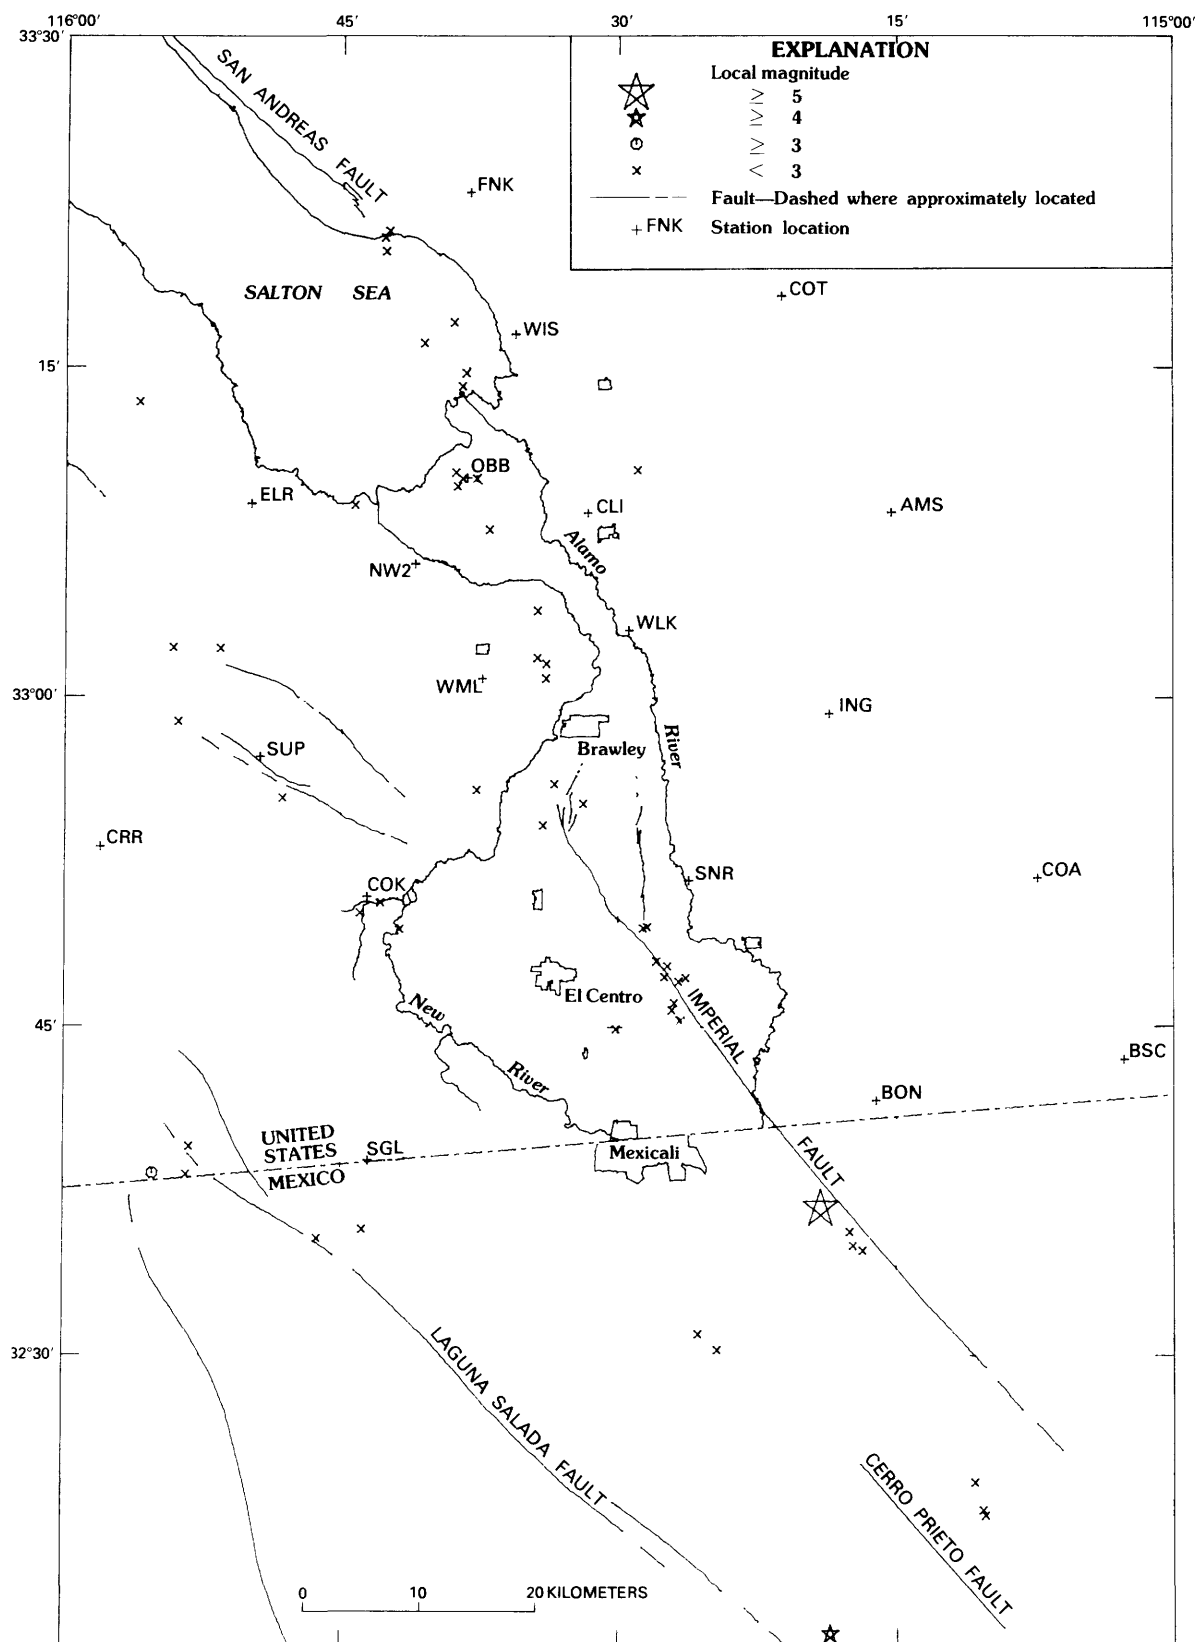 116°00′ 45′ 30′ 15′ 115°00′
33°30′
EXPLANATION
Local magnitude
≥ 5
≥ 4
≥ 3
< 3
Fault—Dashed where approximately located
FNK Station location
SAN ANDREAS FAULT
FNK
COT
SALTON SEA
WIS
15′
OBB
ELR
CLI
AMS
Alamo
NW2
WLK
WML
33°00′
ING
River
Brawley
SUP
CRR
SNR
COA
COK
El Centro
IMPERIAL
New
45′
BSC
River
BON
UNITED
STATES
SGL
MEXICO
Mexicali
FAULT
LAGUNA SALADA FAULT
32°30′
CERRO PRIETO FAULT
0 10 20 KILOMETERS